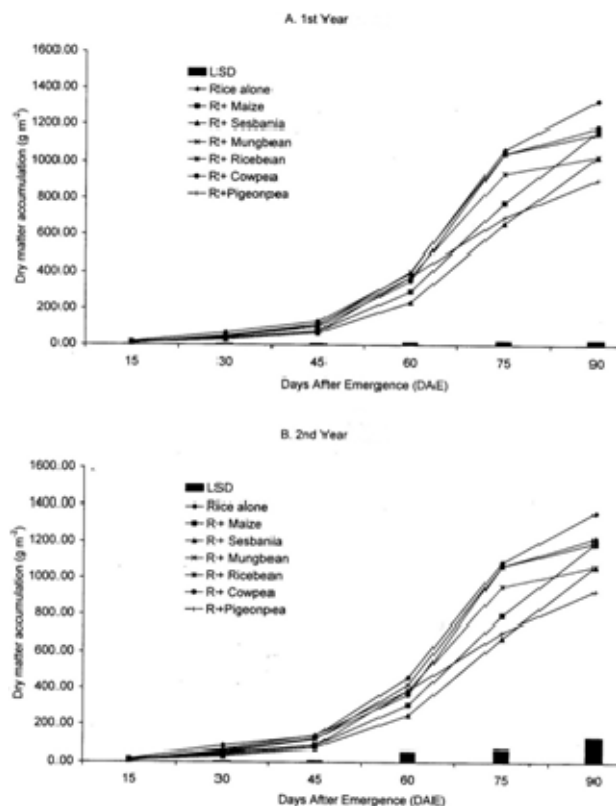 A. 1st Year
1600.00
1400.00
1200.00
1000.00
800.00
600.00
400.00
200.00
0.00
Dry matter accumulation (g m-2)
LSD
Rice alone
R+ Maize
R+ Sesbania
R+ Mungbean
R+ Ricebean
R+ Cowpea
R+Pigeonpea
15 30 45 60 75 90
Days After Emergence (DAE)
B. 2nd Year
1600.00
1400.00
1200.00
1000.00
800.00
600.00
400.00
200.00
0.00
Dry matter accumulation (g m-2)
LSD
Rice alone
R+ Maize
R+ Sesbania
R+ Mungbean
R+ Ricebean
R+ Cowpea
R+Pigeonpea
15 30 45 60 75 90
Days After Emergence (DAE)